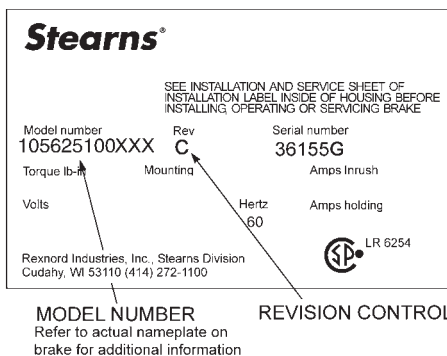 Stearns®
SEE INSTALLATION AND SERVICE SHEET OF
INSTALLATION LABEL INSIDE OF HOUSING BEFORE
INSTALLING, OPERATING OR SERVICING BRAKE
Model number Rev Serial number
105625100XXX C 36155G
Torque lb-in Mounting Amps Inrush
Volts Hertz Amps holding
60
LR 6254
Rexnord Industries, Inc., Stearns Division
Cudahy, WI 53110 (414) 272-1100
MODEL NUMBER REVISION CONTROL
Refer to actual nameplate on
brake for additional information